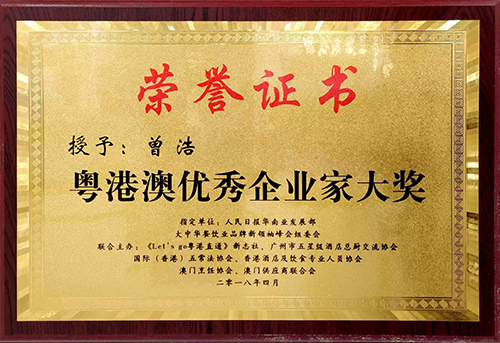 荣誉证书
授予：曾浩
粤港澳优秀企业家大奖
指定单位：人民日报华南业发展部
大中华餐饮业品牌新领袖峰会组委会
联合主办：《Let's go粤港直通》新志社、广州市五星级酒店总厨交流协会
国际（香港）五常法协会、香港酒店及饮食专业人员协会
澳门烹饪协会、澳门供应商联合会
二零一八年四月